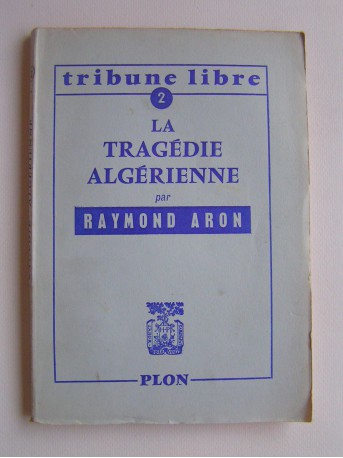 tribune libre
2
LA
TRAGÉDIE
ALGÉRIENNE
par
RAYMOND ARON
PLON